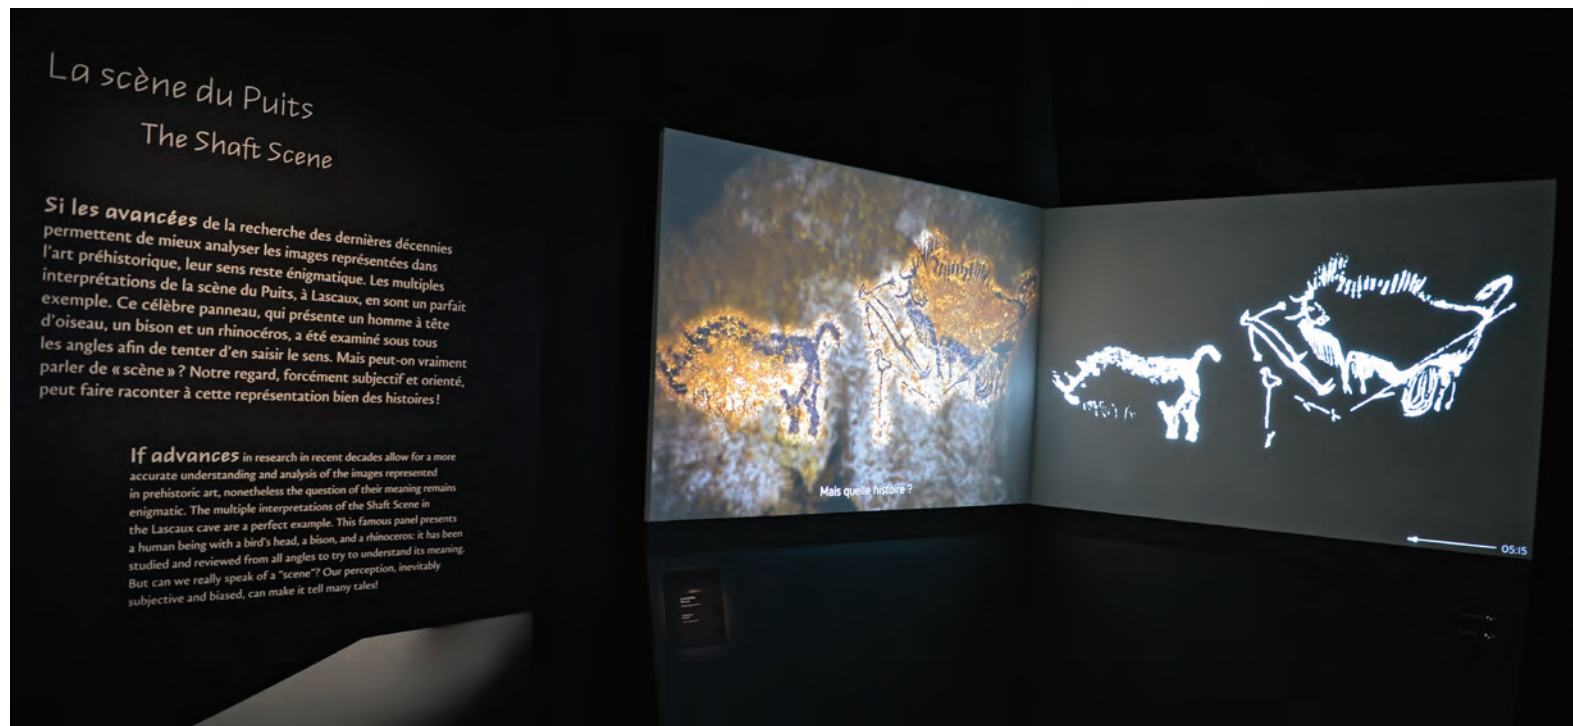 La scène du Puits
The Shaft Scene
Si les avancées de la recherche des dernières décennies
permettent de mieux analyser les images représentées dans
l'art préhistorique, leur sens reste énigmatique. Les multiples
interprétations de la scène du Puits, à Lascaux, en sont un parfait
exemple. Ce célèbre panneau, qui présente un homme à tête
d'oiseau, un bison et un rhinocéros, a été examiné sous tous
les angles afin de tenter d'en saisir le sens. Mais peut-on vraiment
parler de « scène » ? Notre regard, forcément subjectif et orienté,
peut faire raconter à cette représentation bien des histoires !
If advances in research in recent decades allow for a more
accurate understanding and analysis of the images represented
in prehistoric art, nonetheless the question of their meaning remains
enigmatic. The multiple interpretations of the Shaft Scene in
the Lascaux cave are a perfect example. This famous panel presents
a human being with a bird's head, a bison, and a rhinoceros: it has been
studied and reviewed from all angles to try to understand its meaning.
But can we really speak of a "scene"? Our perception, inevitably
subjective and biased, can make it tell many tales!
Mais quelle histoire ?
05:15